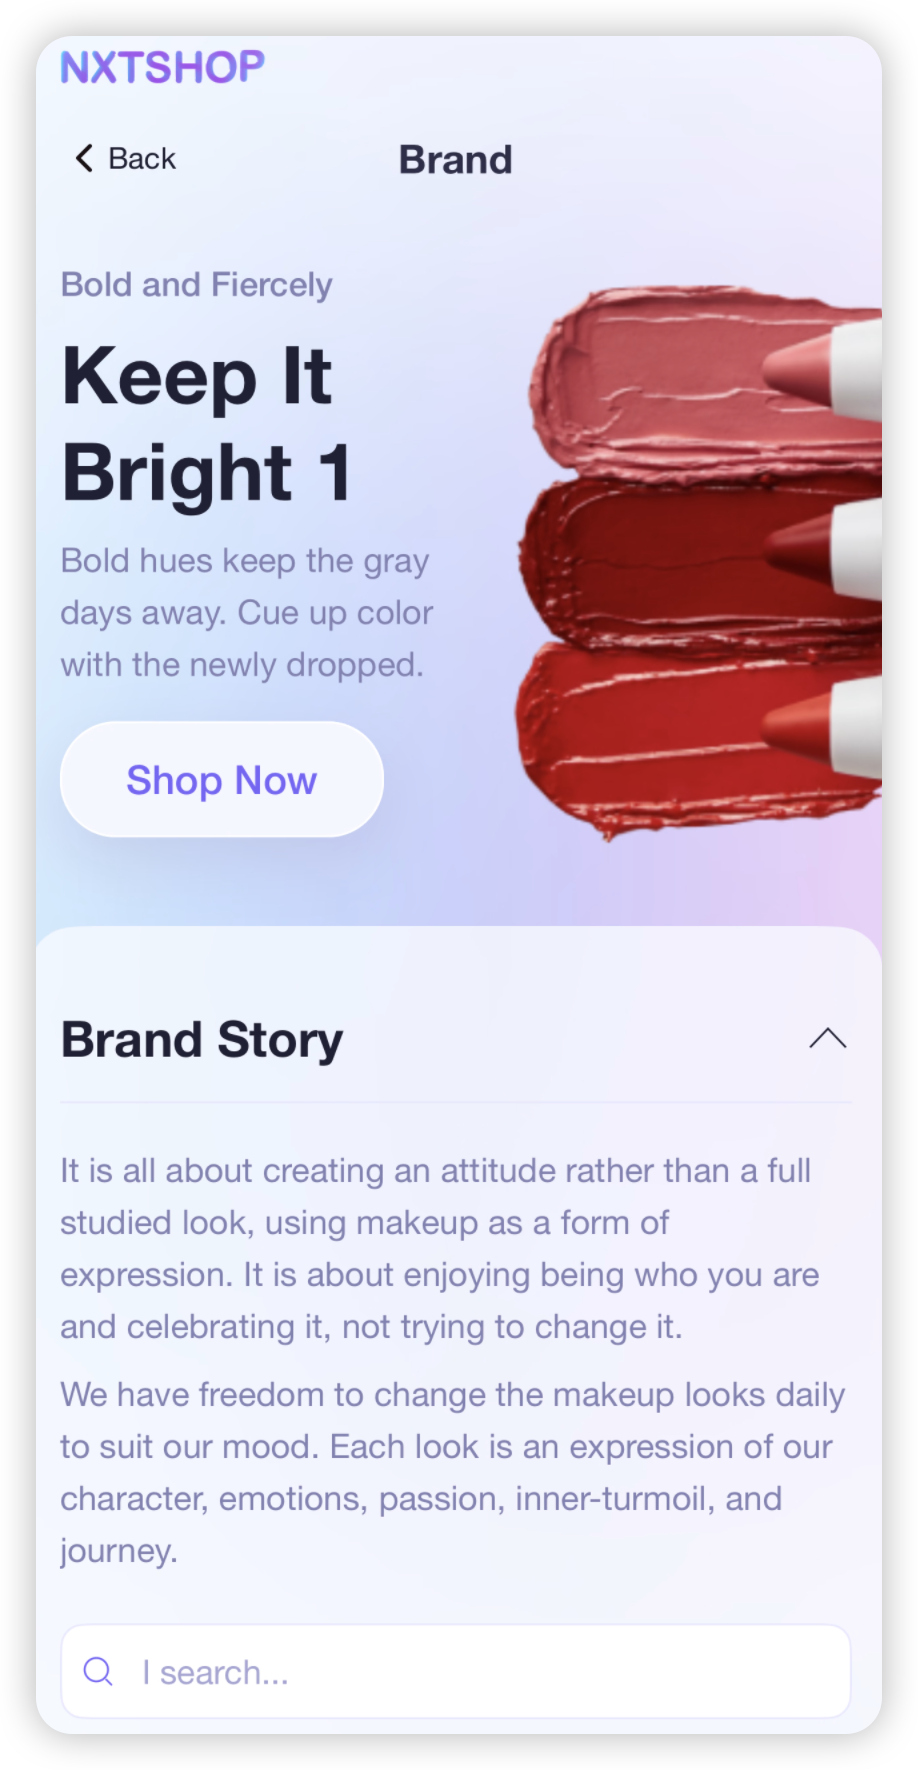 NXTSHOP
Back
Brand
Bold and Fiercely
Keep It
Bright 1
Bold hues keep the gray
days away. Cue up color
with the newly dropped.
Shop Now
Brand Story
It is all about creating an attitude rather than a full
studied look, using makeup as a form of
expression. It is about enjoying being who you are
and celebrating it, not trying to change it.
We have freedom to change the makeup looks daily
to suit our mood. Each look is an expression of our
character, emotions, passion, inner-turmoil, and
journey.
I search...